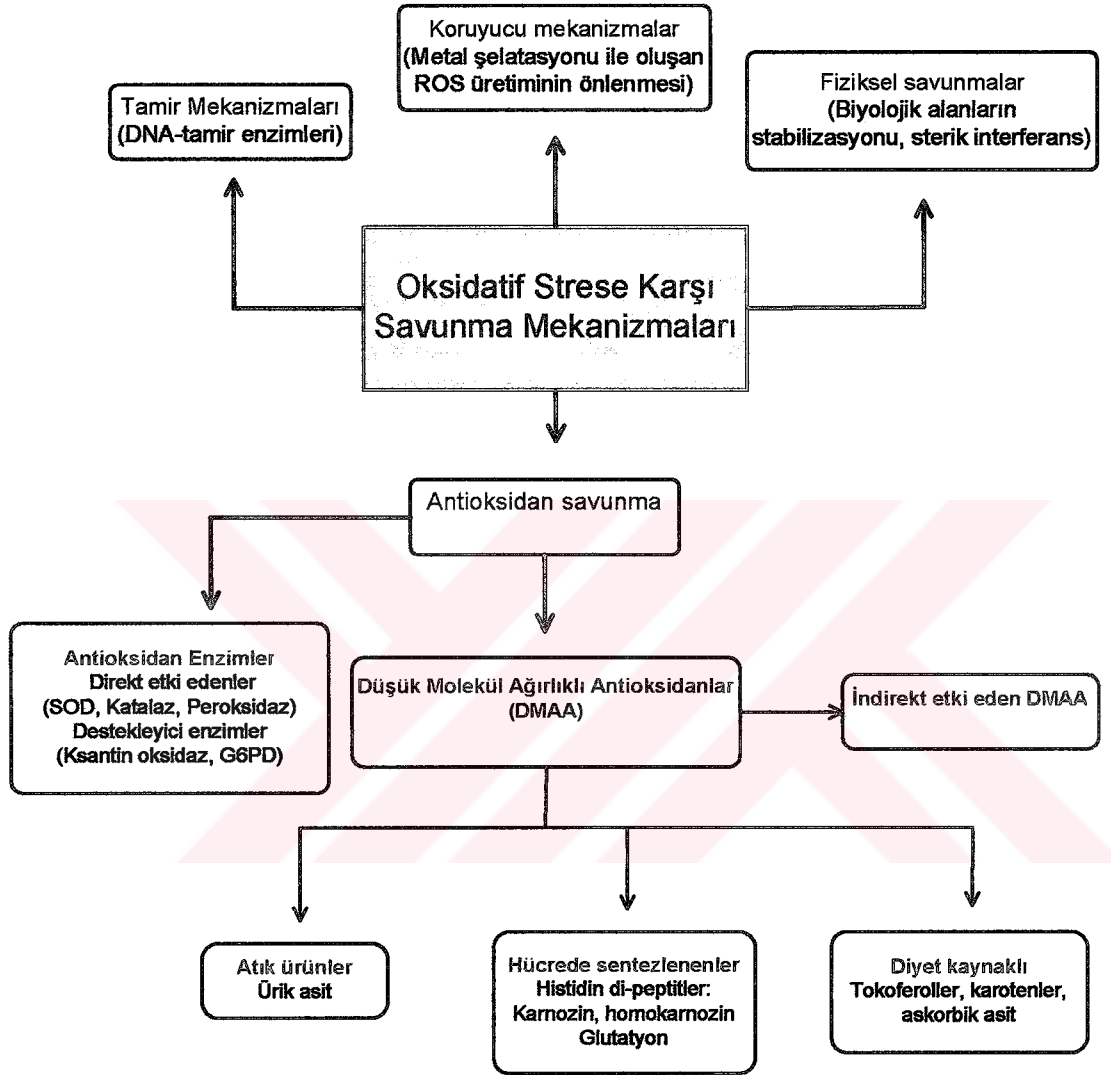 Koruyucu mekanizmalar
(Metal şelatasyonu ile oluşan
ROS üretiminin önlenmesi)
Fiziksel savunmalar
(Biyolojik alanların
stabilizasyonu, sterik interferans)
Tamir Mekanizmaları
(DNA-tamir enzimleri)
Oksidatif Strese Karşı
Savunma Mekanizmaları
Antioksidan savunma
Antioksidan Enzimler
Direkt etki edenler
(SOD, Katalaz, Peroksidaz)
Destekleyici enzimler
(Ksantin oksidaz, G6PD)
Düşük Molekül Ağırlıklı Antioksidanlar
(DMAA)
İndirekt etki eden DMAA
Atık ürünler
Ürik asit
Hücrede sentezlenenler
Histidin di-peptitler:
Karnozin, homokarnozin
Glutatyon
Diyet kaynaklı
Tokoferoller, karotenler,
askorbik asit